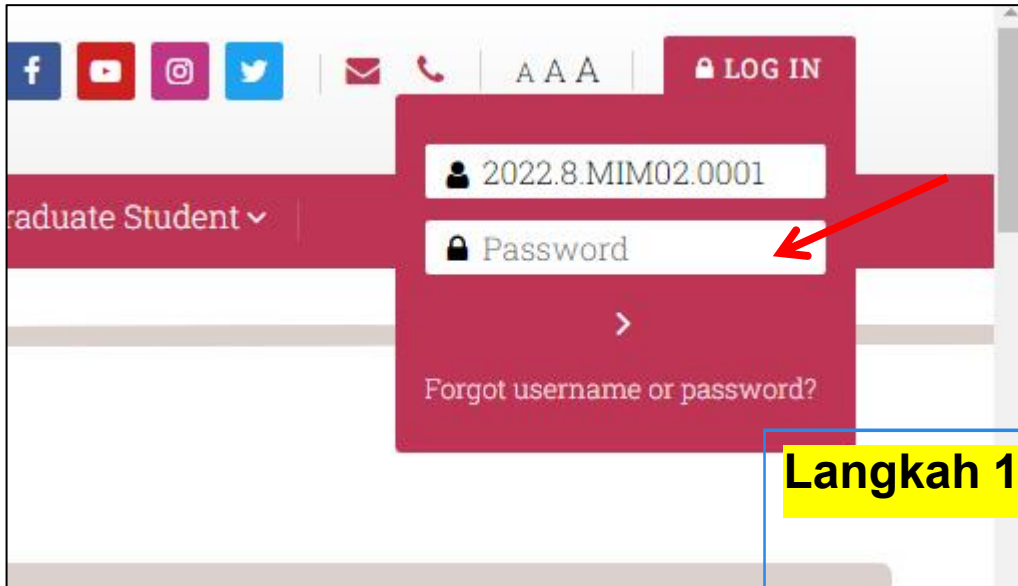 A A A
LOG IN
2022.8.MIM02.0001
raduate Student
Password
Forgot username or password?
Langkah 1